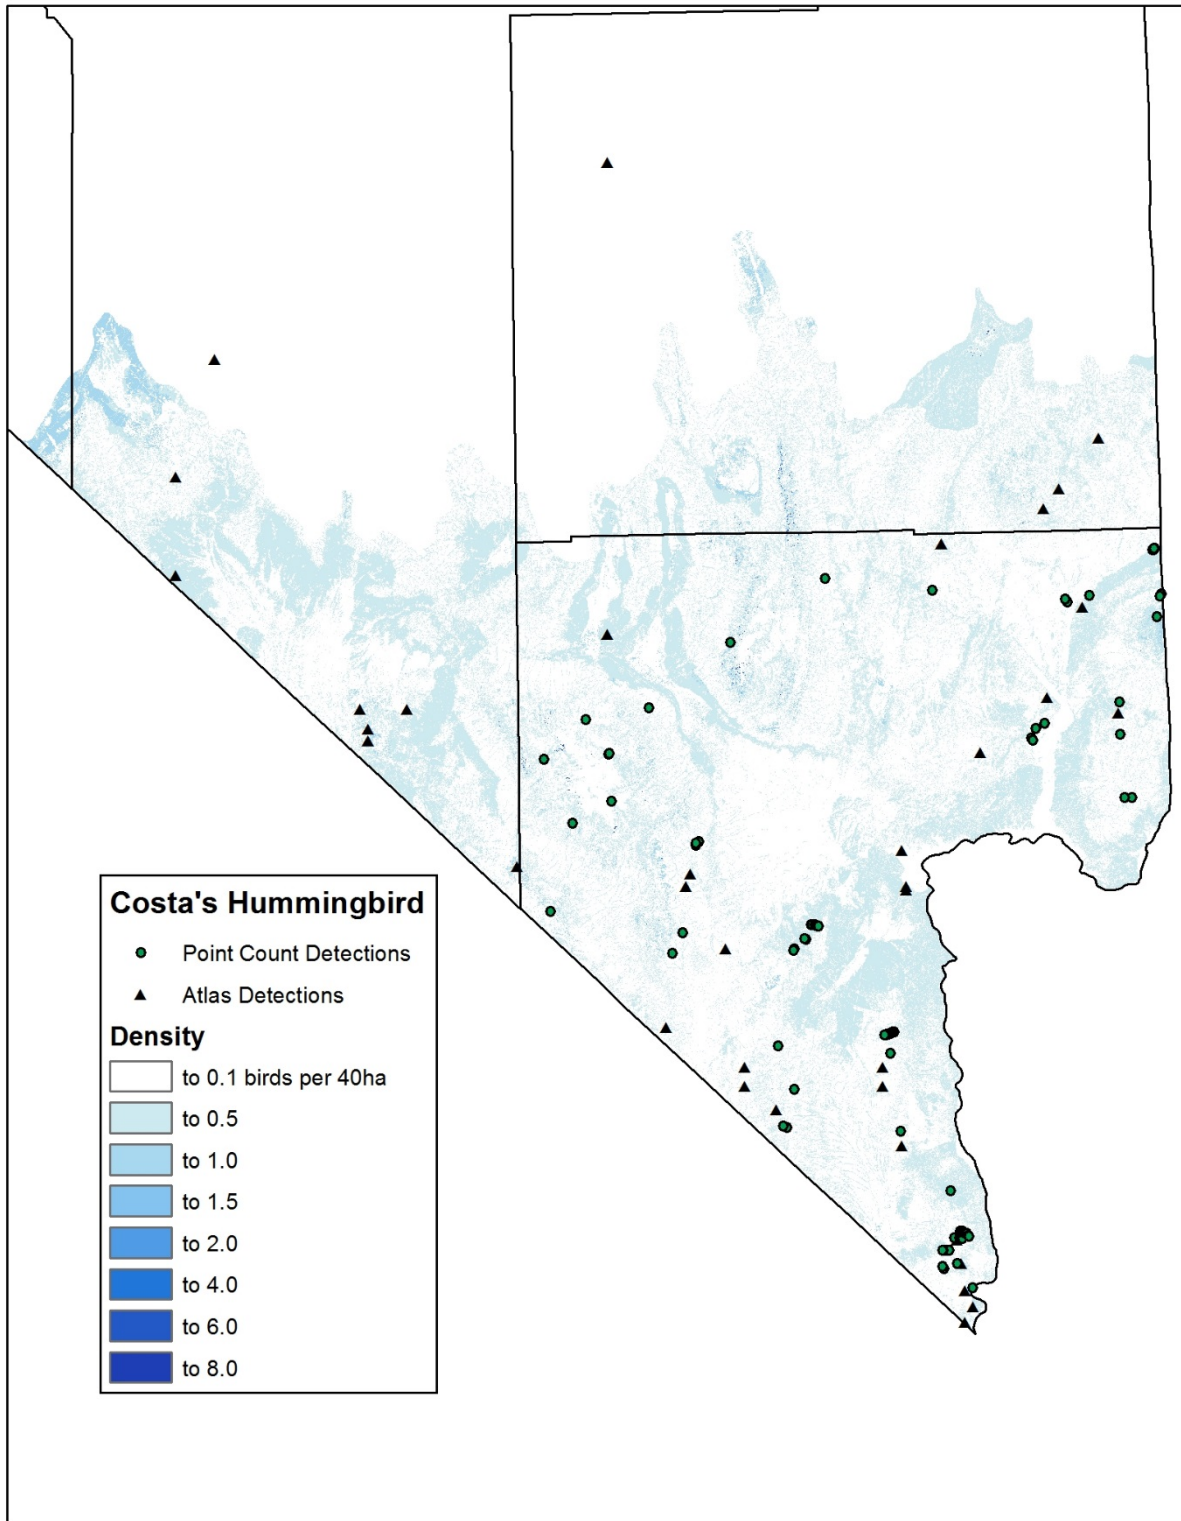 Costa's Hummingbird
Point Count Detections
Atlas Detections
Density
to 0.1 birds per 40ha
to 0.5
to 1.0
to 1.5
to 2.0
to 4.0
to 6.0
to 8.0